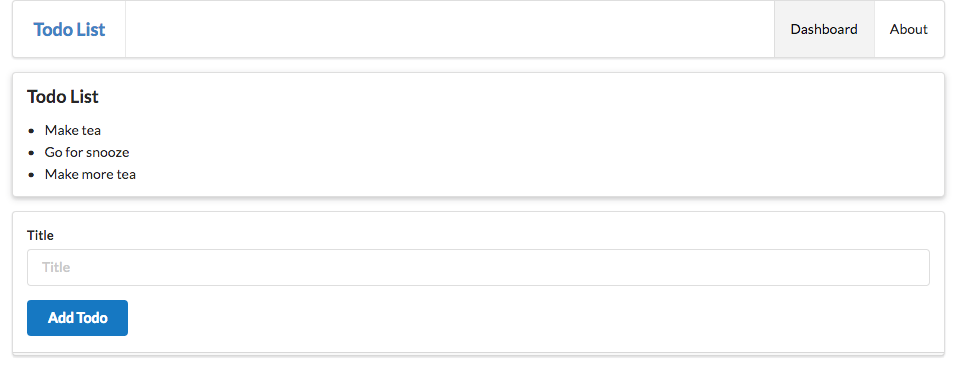 Todo List Dashboard About
Todo List
• Make tea
• Go for snooze
• Make more tea
Title
Title
Add Todo